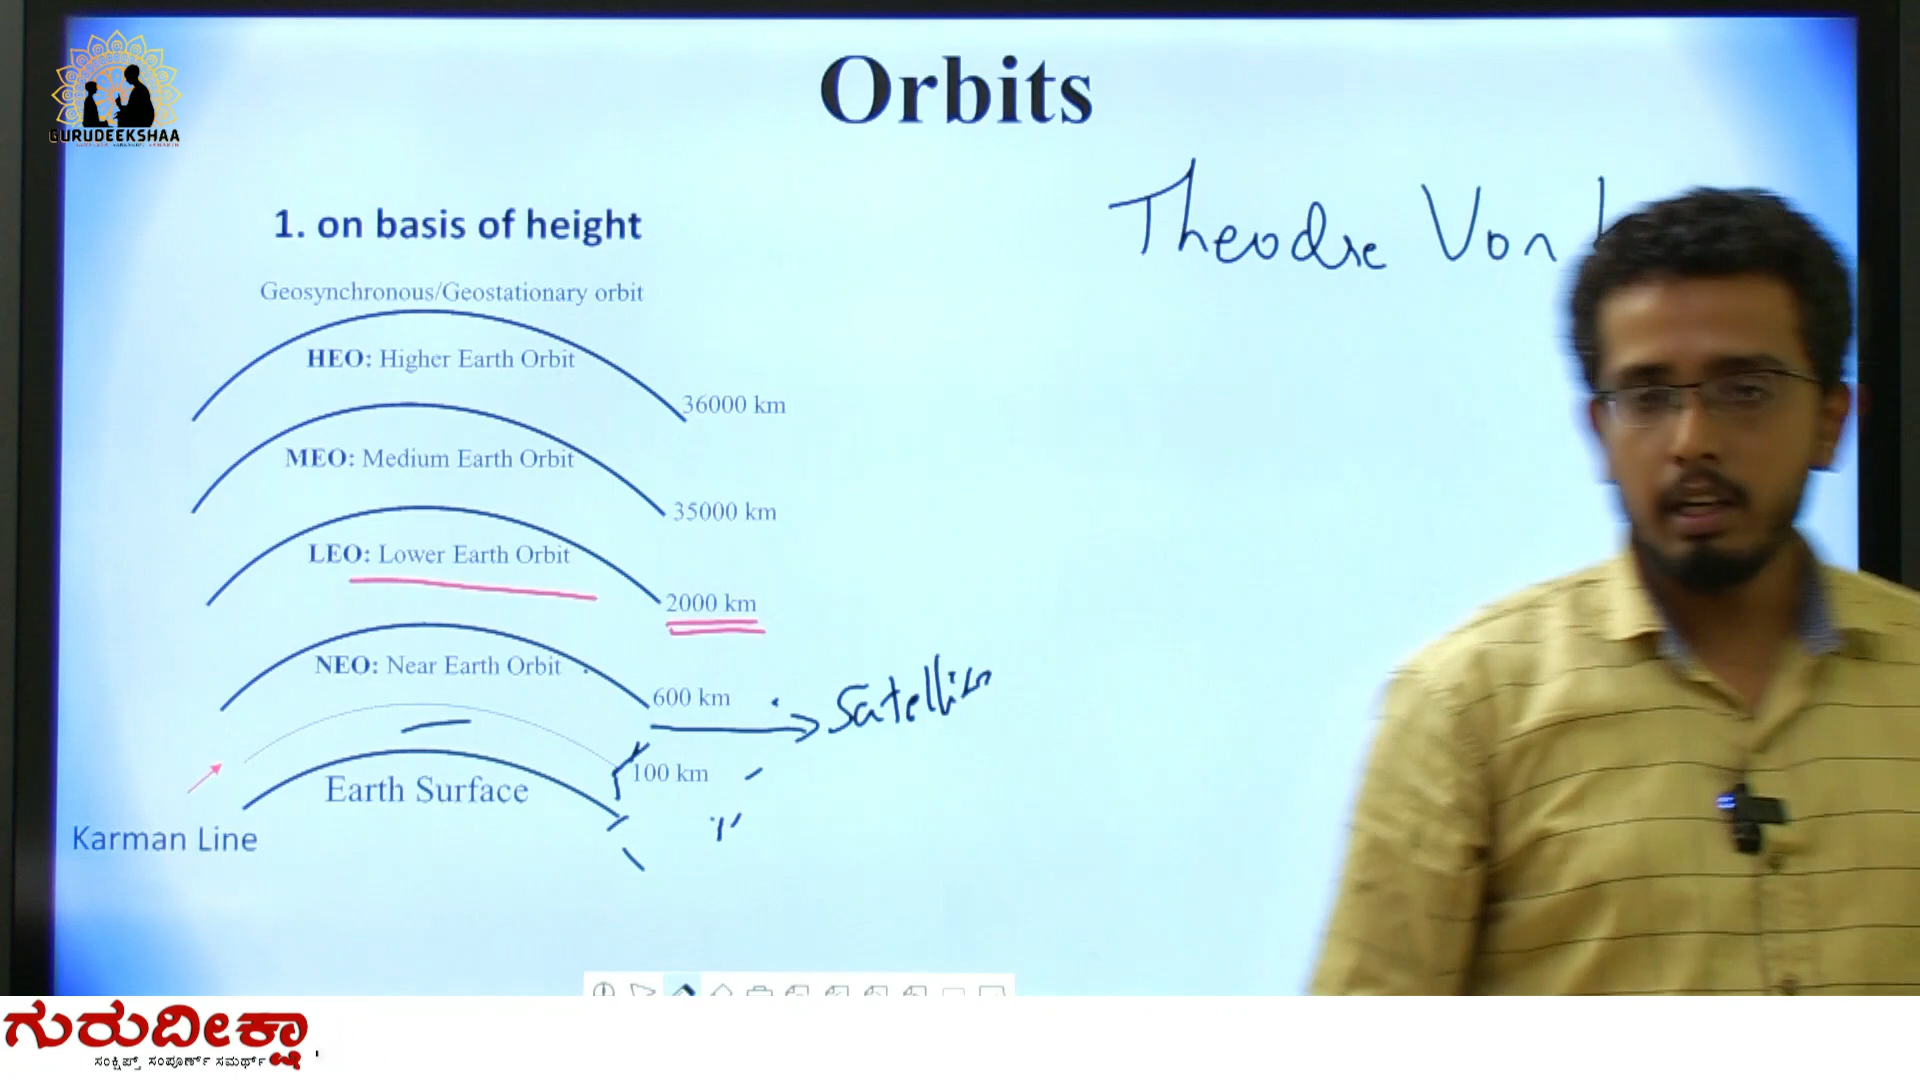 Orbits
GURUDEEKSHAA
Theodre Von
1. on basis of height
Geosynchronous/Geostationary orbit
HEO: Higher Earth Orbit
36000 km
MEO: Medium Earth Orbit
35000 km
LEO: Lower Earth Orbit
2000 km
NEO: Near Earth Orbit
600 km
100 km
Earth Surface
Karman Line
ಗುರುದೀಕ್ಷಾ
ಸಂಕ್ಷಿಪ್ತ್ ಸಂಪೂರ್ಣ್ ಸಮರ್ಥ್